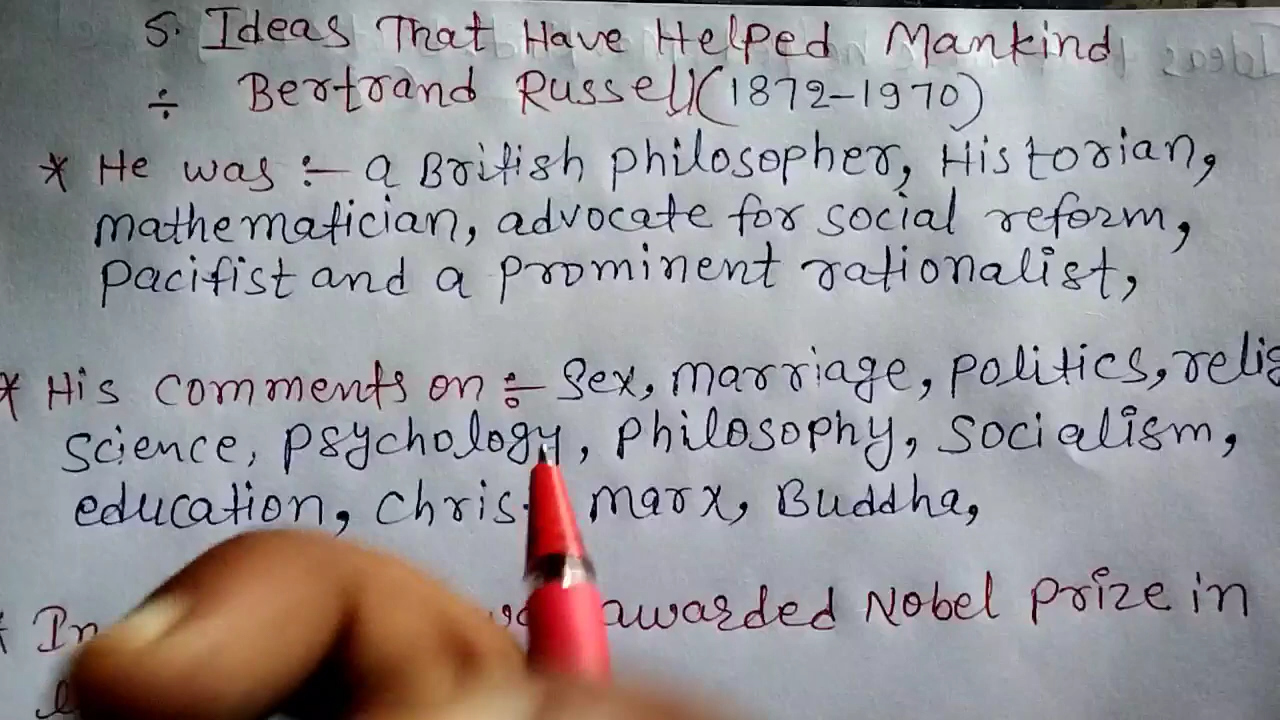 5. Ideas That Have Helped Mankind
÷ Bertrand Russell (1872-1970)
* He was :- a British philosopher, Historian,
mathematician, advocate for social reform,
pacifist and a prominent rationalist,
* His comments on :- Sex, marriage, politics,
science, psychology, philosophy, socialism,
education, marx, Buddha,
* awarded Nobel prize in